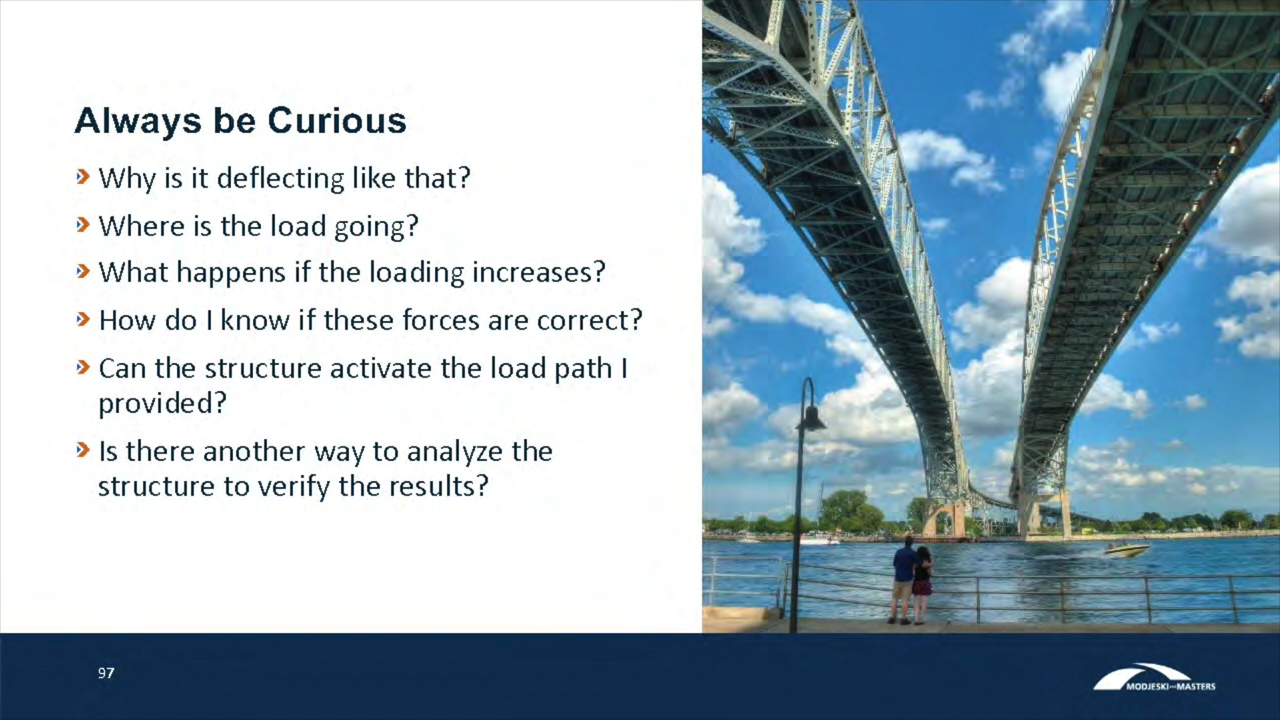 Always be Curious
Why is it deflecting like that?
Where is the load going?
What happens if the loading increases?
How do I know if these forces are correct?
Can the structure activate the load path I
provided?
Is there another way to analyze the
structure to verify the results?
97
MODJESKI and MASTERS